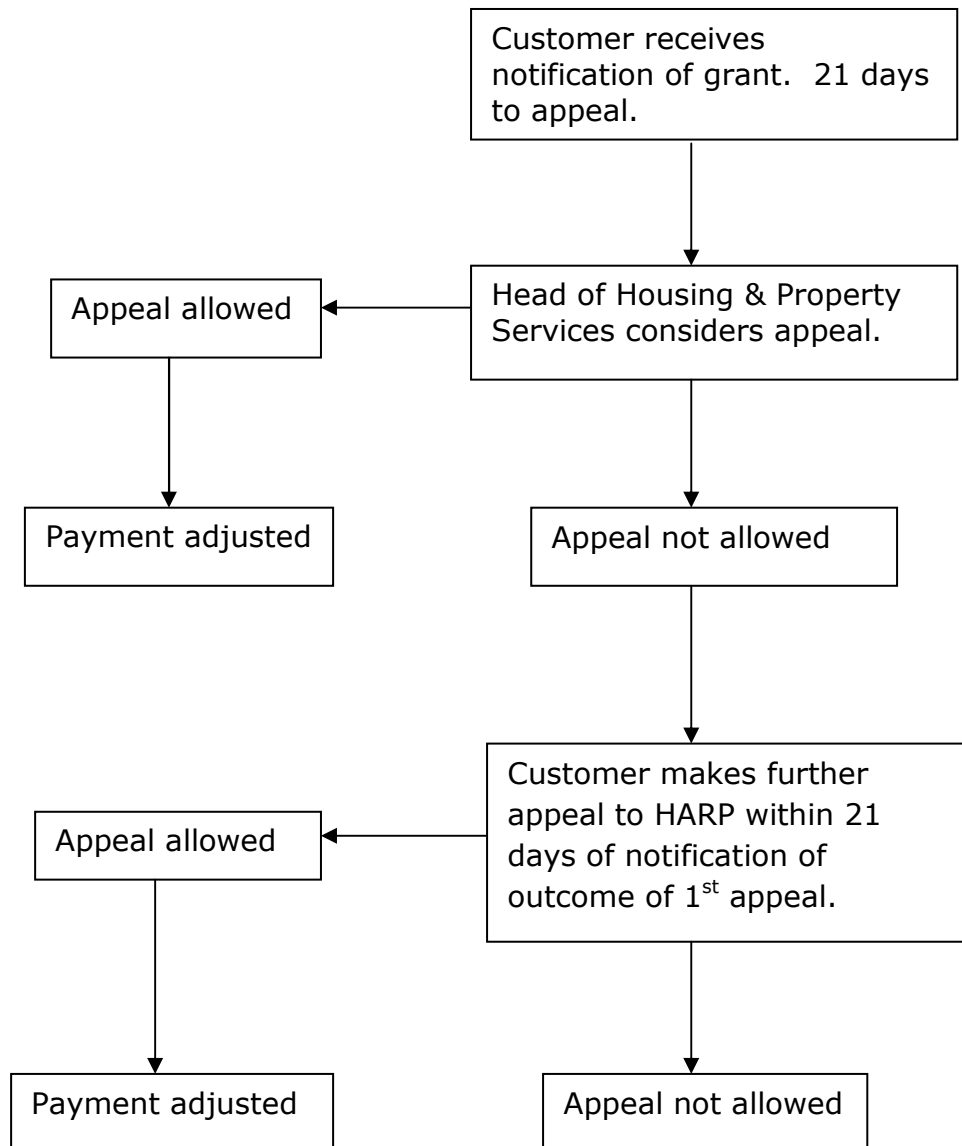 Customer receives
notification of grant.  21 days
to appeal.
Appeal allowed
Head of Housing & Property
Services considers appeal.
Payment adjusted
Appeal not allowed
Customer makes further
appeal to HARP within 21
days of notification of
outcome of 1st appeal.
Appeal allowed
Payment adjusted
Appeal not allowed